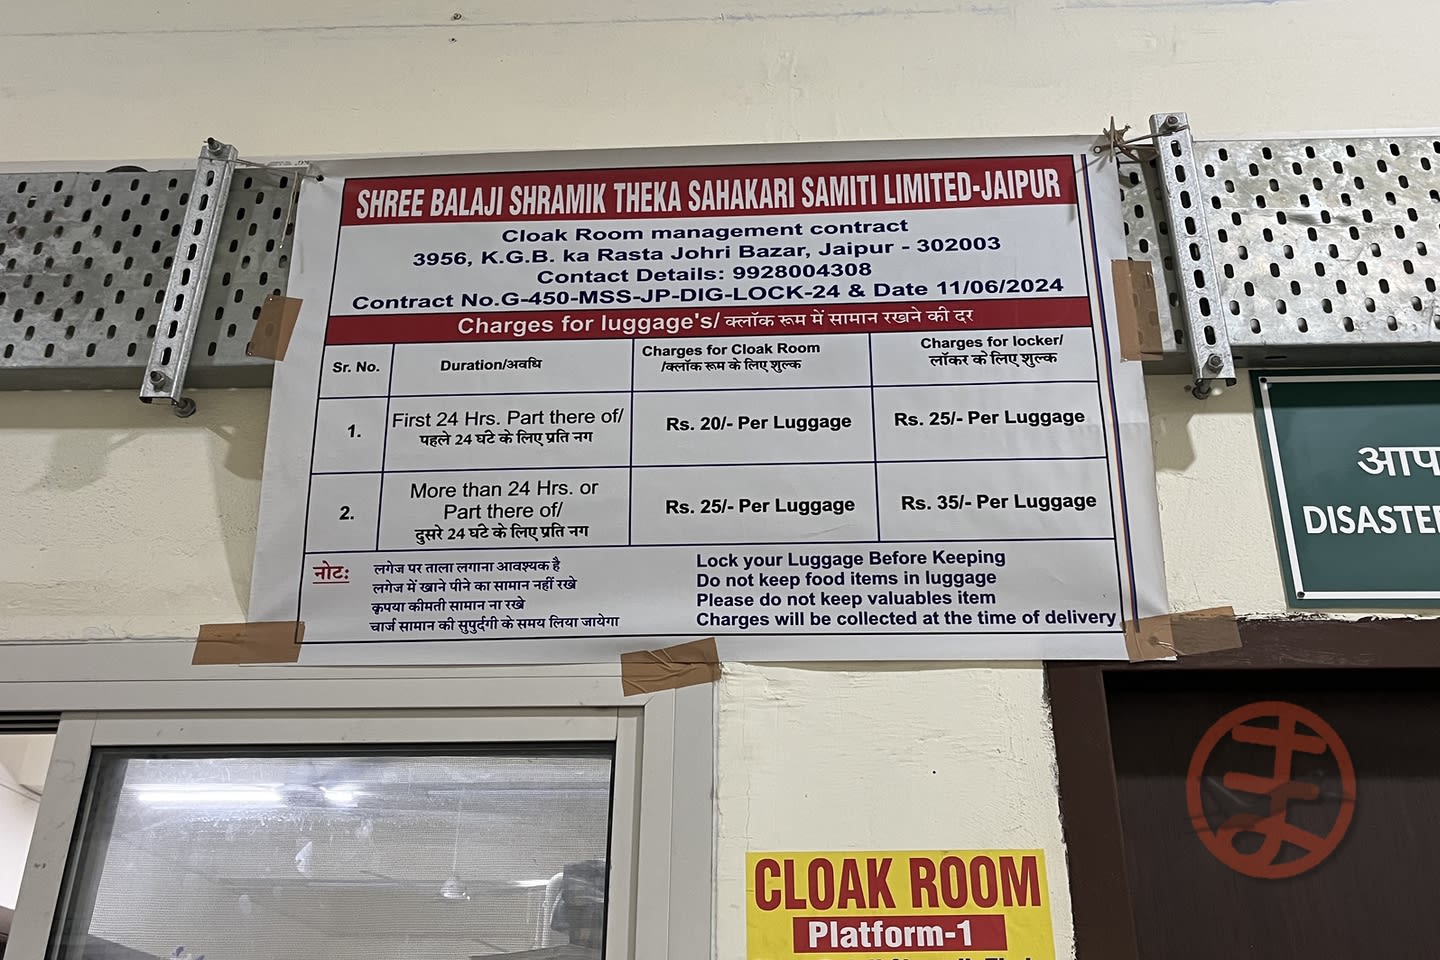 SHREE BALAJI SHRAMIK THEKA SAHAKARI SAMITI LIMITED-JAIPUR
Cloak Room management contract
3956, K.G.B. ka Rasta Johri Bazar, Jaipur - 302003
Contact Details: 9928004308
Contract No.G-450-MSS-JP-DIG-LOCK-24 & Date 11/06/2024
Charges for luggage's/ क्लॉक रूम में सामान रखने की दर
Sr. No.
Duration/अवधि
Charges for Cloak Room
/क्लॉक रूम के लिए शुल्क
Charges for locker/
लॉकर के लिए शुल्क
1.
First 24 Hrs. Part there of/
पहले 24 घंटे के लिए प्रति नग
Rs. 20/- Per Luggage
Rs. 25/- Per Luggage
2.
More than 24 Hrs. or
Part there of/
दुसरे 24 घंटे के लिए प्रति नग
Rs. 25/- Per Luggage
Rs. 35/- Per Luggage
नोट:
लगेज पर ताला लगाना आवश्यक है
लगेज में खाने पीने का सामान नहीं रखे
कृपया कीमती सामान ना रखे
चार्ज सामान की सुपुर्दगी के समय लिया जायेगा
Lock your Luggage Before Keeping
Do not keep food items in luggage
Please do not keep valuables item
Charges will be collected at the time of delivery
आप
DISASTE
CLOAK ROOM
Platform-1